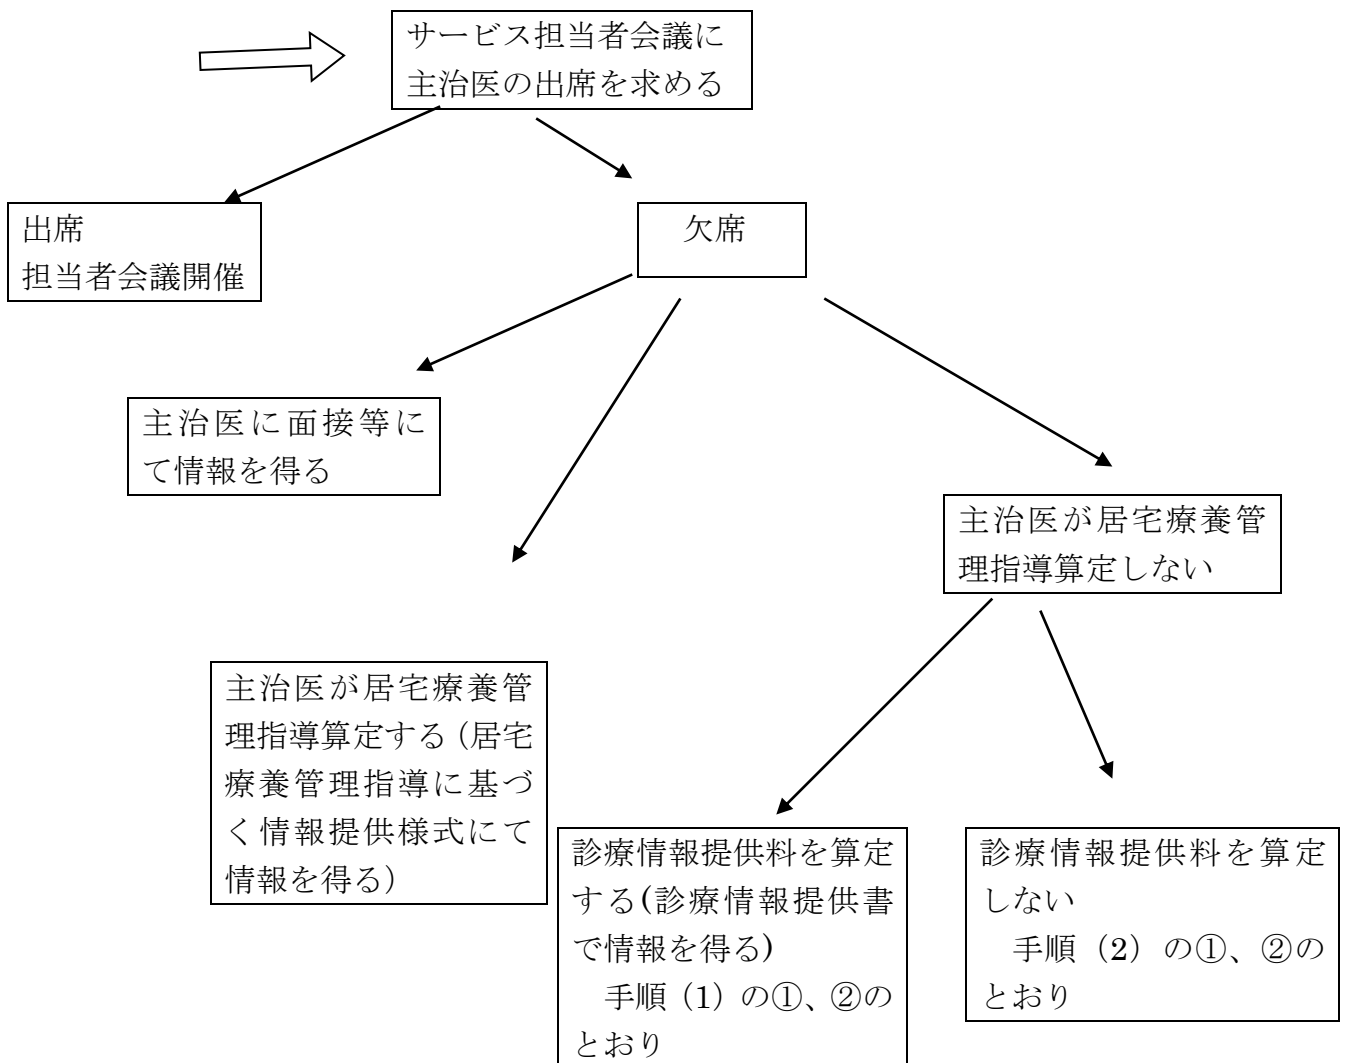 サービス担当者会議に
主治医の出席を求める
出席
担当者会議開催
欠席
主治医に面接等に
て情報を得る
主治医が居宅療養管
理指導算定しない
主治医が居宅療養管
理指導算定する（居宅
療養管理指導に基づ
く情報提供様式にて
情報を得る）
診療情報提供料を算定
する(診療情報提供書
で情報を得る)
手順（1）の①、②の
とおり
診療情報提供料を算定
しない
手順（2）の①、②の
とおり